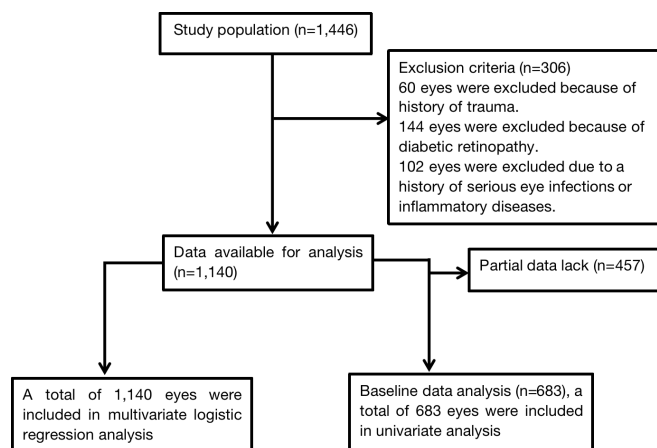 Study population (n=1,446)
Exclusion criteria (n=306)
60 eyes were excluded because of
history of trauma.
144 eyes were excluded because of
diabetic retinopathy.
102 eyes were excluded due to a
history of serious eye infections or
inflammatory diseases.
Data available for analysis
(n=1,140)
Partial data lack (n=457)
A total of 1,140 eyes were
included in multivariate logistic
regression analysis
Baseline data analysis (n=683), a
total of 683 eyes were included
in univariate analysis